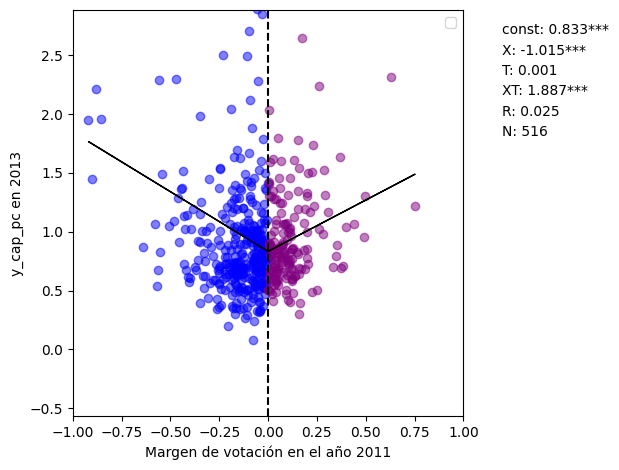 const: 0.833***
X: -1.015***
T: 0.001
XT: 1.887***
R: 0.025
N: 516
2.5
2.0
1.5
1.0
0.5
0.0
−0.5
y_cap_pc en 2013
−1.00 −0.75 −0.50 −0.25 0.00 0.25 0.50 0.75 1.00
Margen de votación en el año 2011